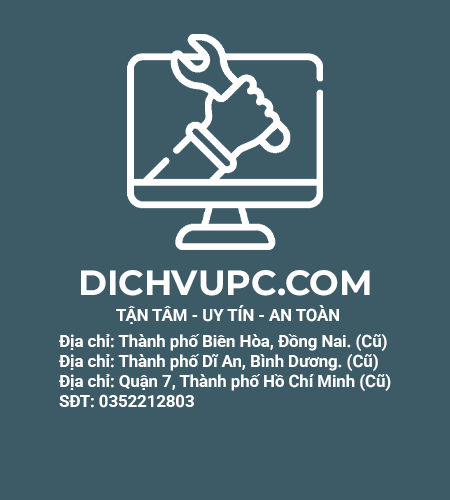 DICHVUPC.COM
TẬN TÂM - UY TÍN - AN TOÀN
Địa chỉ: Thành phố Biên Hòa, Đồng Nai. (Cũ)
Địa chỉ: Thành phố Dĩ An, Bình Dương. (Cũ)
Địa chỉ: Quận 7, Thành phố Hồ Chí Minh (Cũ)
SĐT: 0352212803